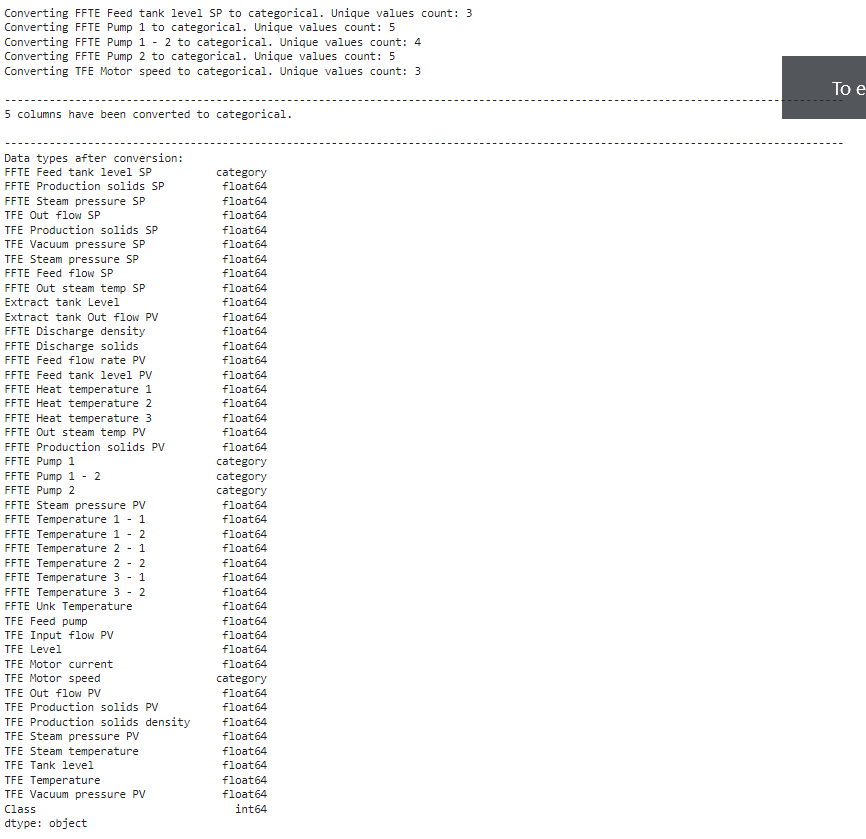 Converting FFTE Feed tank level SP to categorical. Unique values count: 3
Converting FFTE Pump 1 to categorical. Unique values count: 5
Converting FFTE Pump 1 - 2 to categorical. Unique values count: 4
Converting FFTE Pump 2 to categorical. Unique values count: 5
Converting TFE Motor speed to categorical. Unique values count: 3
To e
5 columns have been converted to categorical.
Data types after conversion:
FFTE Feed tank level SP category
FFTE Production solids SP float64
FFTE Steam pressure SP float64
TFE Out flow SP float64
TFE Production solids SP float64
TFE Vacuum pressure SP float64
TFE Steam pressure SP float64
FFTE Feed flow SP float64
FFTE Out steam temp SP float64
Extract tank Level float64
Extract tank Out flow PV float64
FFTE Discharge density float64
FFTE Discharge solids float64
FFTE Feed flow rate PV float64
FFTE Feed tank level PV float64
FFTE Heat temperature 1 float64
FFTE Heat temperature 2 float64
FFTE Heat temperature 3 float64
FFTE Out steam temp PV float64
FFTE Production solids PV float64
FFTE Pump 1 category
FFTE Pump 1 - 2 category
FFTE Pump 2 category
FFTE Steam pressure PV float64
FFTE Temperature 1 - 1 float64
FFTE Temperature 1 - 2 float64
FFTE Temperature 2 - 1 float64
FFTE Temperature 2 - 2 float64
FFTE Temperature 3 - 1 float64
FFTE Temperature 3 - 2 float64
FFTE Unk Temperature float64
TFE Feed pump float64
TFE Input flow PV float64
TFE Level float64
TFE Motor current float64
TFE Motor speed category
TFE Out flow PV float64
TFE Production solids PV float64
TFE Production solids density float64
TFE Steam pressure PV float64
TFE Steam temperature float64
TFE Tank level float64
TFE Temperature float64
TFE Vacuum pressure PV float64
Class int64
dtype: object